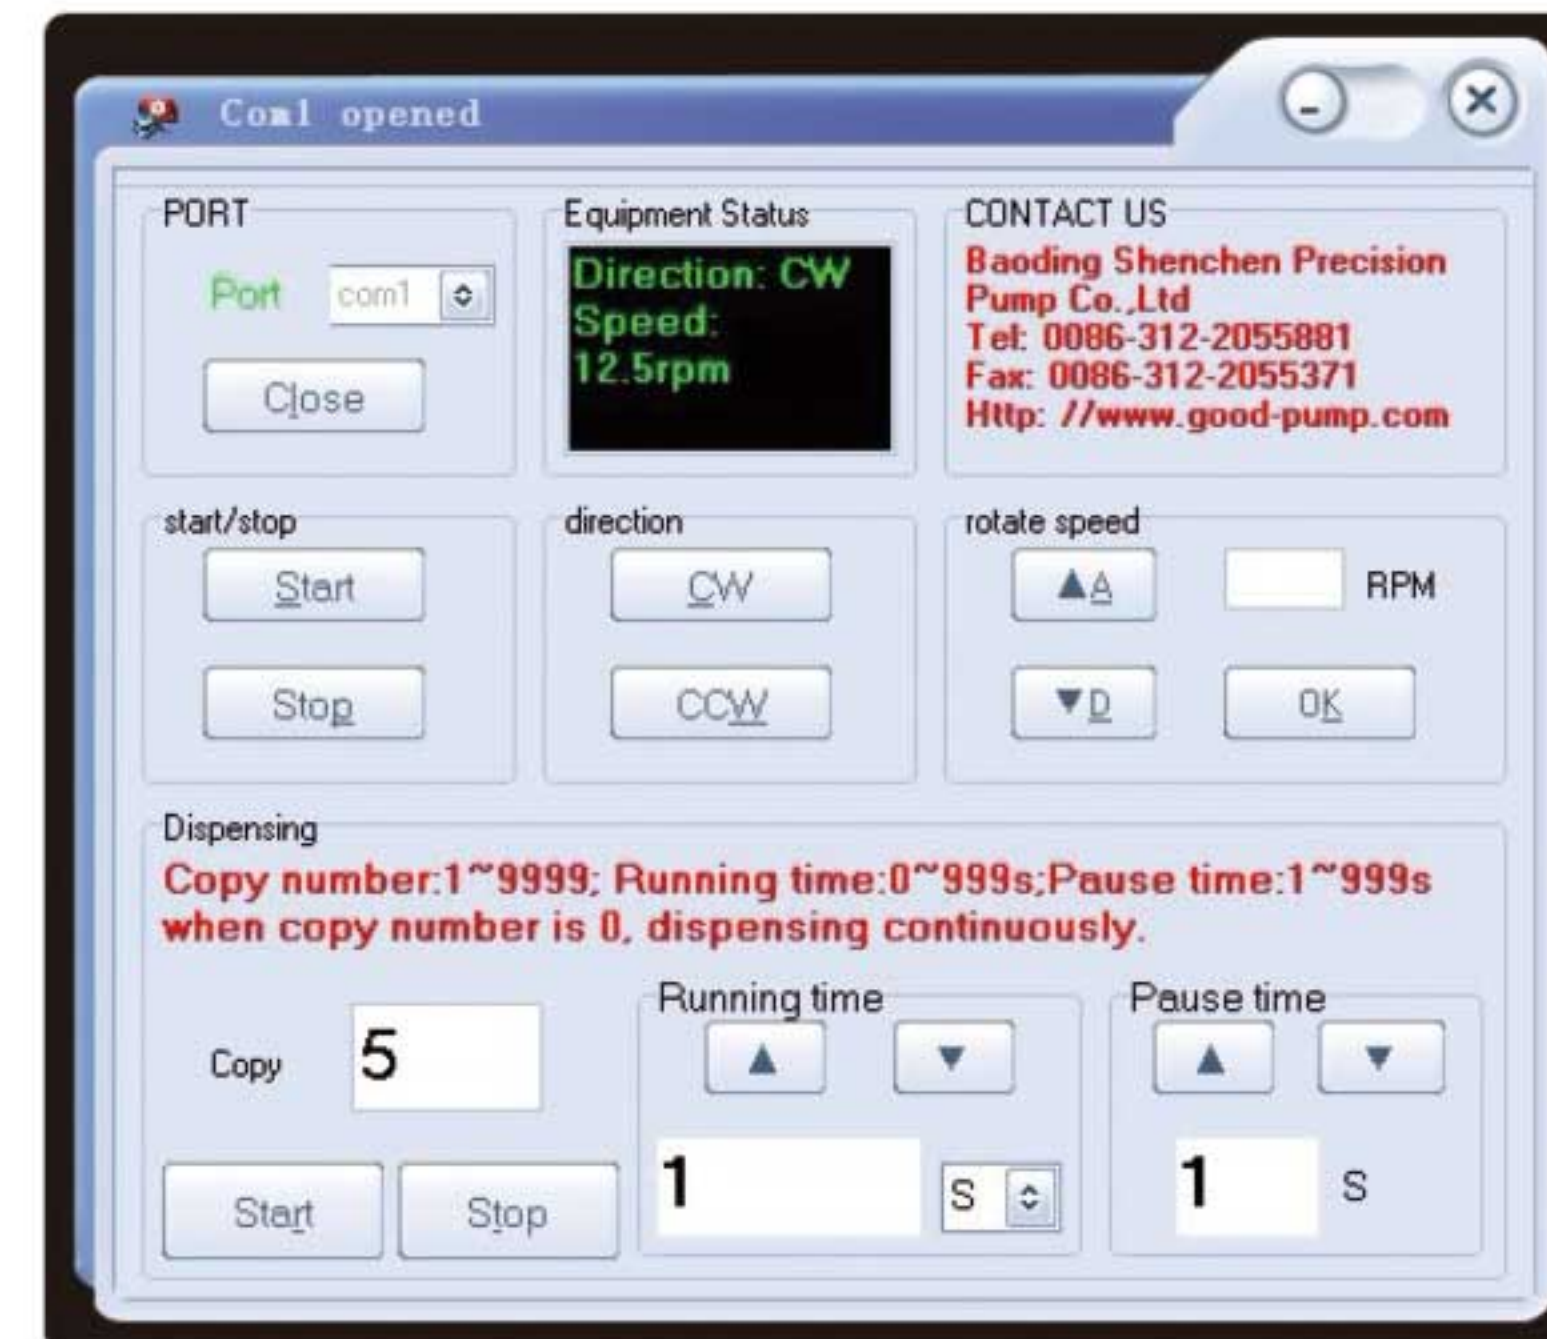 Com1 opened
PORT
Port com1
Close
Equipment Status
Direction: CW
Speed:
12.5rpm
CONTACT US
Baoding Shenchen Precision
Pump Co.,Ltd
Tel: 0086-312-2055881
Fax: 0086-312-2055371
Http: //www.good-pump.com
start/stop
Start
Stop
direction
CW
CCW
rotate speed
▲A RPM
▼D OK
Dispensing
Copy number:1~9999; Running time:0~999s;Pause time:1~999s
when copy number is 0, dispensing continuously.
Copy 5
Start Stop
Running time
▲ ▼
1 S
Pause time
▲ ▼
1 S